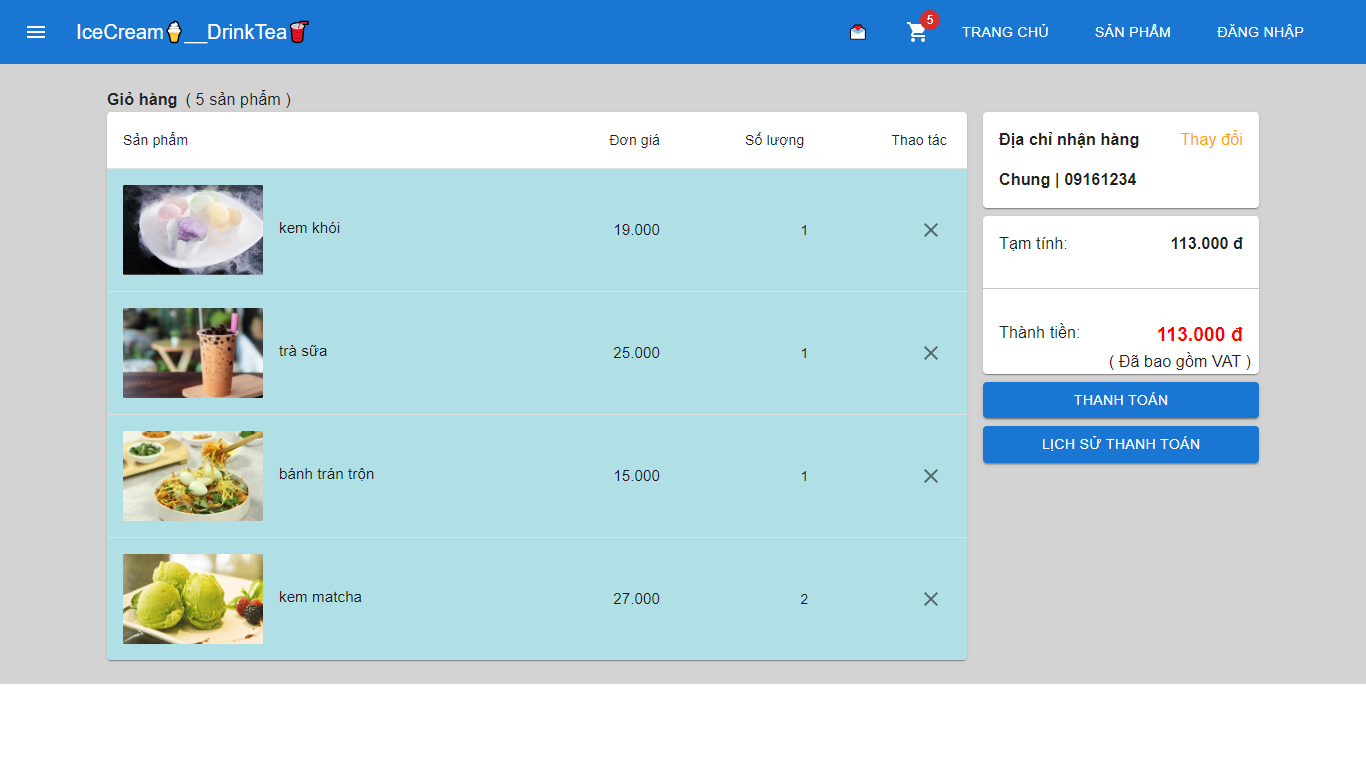 IceCream🍦__DrinkTea🥤
5
TRANG CHỦ
SẢN PHẨM
ĐĂNG NHẬP
Giỏ hàng ( 5 sản phẩm )
Sản phẩm Đơn giá Số lượng Thao tác
kem khói 19.000 1
trà sữa 25.000 1
bánh trán trộn 15.000 1
kem matcha 27.000 2
Địa chỉ nhận hàng Thay đổi
Chung | 09161234
Tạm tính: 113.000 đ
Thành tiền: 113.000 đ
( Đã bao gồm VAT )
THANH TOÁN
LỊCH SỬ THANH TOÁN